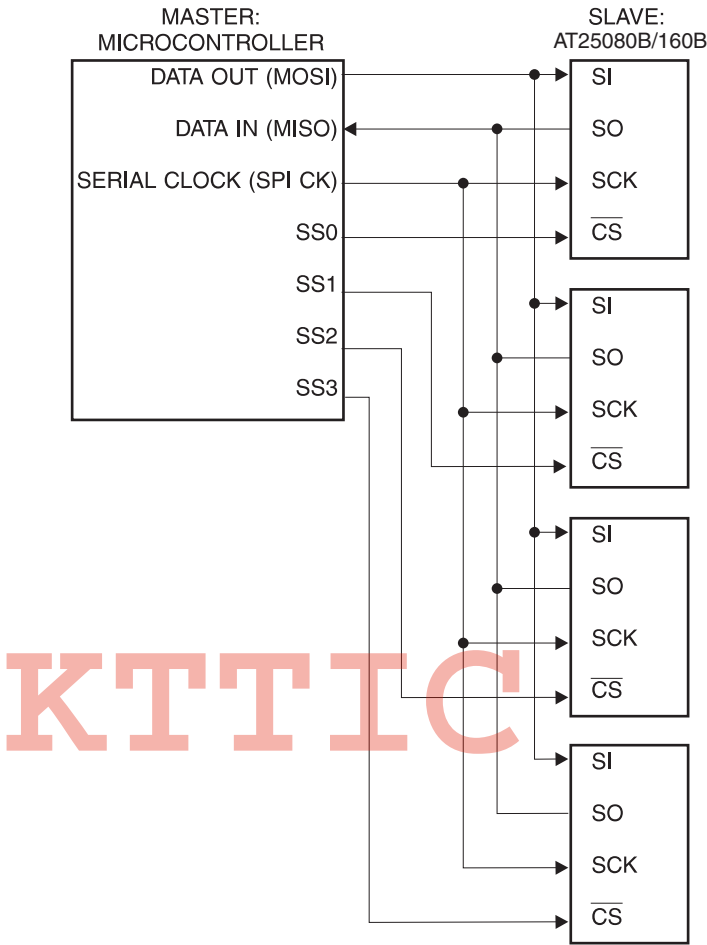 MASTER:
MICROCONTROLLER
SLAVE:
AT25080B/160B
DATA OUT (MOSI)
DATA IN (MISO)
SERIAL CLOCK (SPI CK)
SS0
SS1
SS2
SS3
SI
SO
SCK
CS
SI
SO
SCK
CS
SI
SO
SCK
CS
SI
SO
SCK
CS
KTTIC